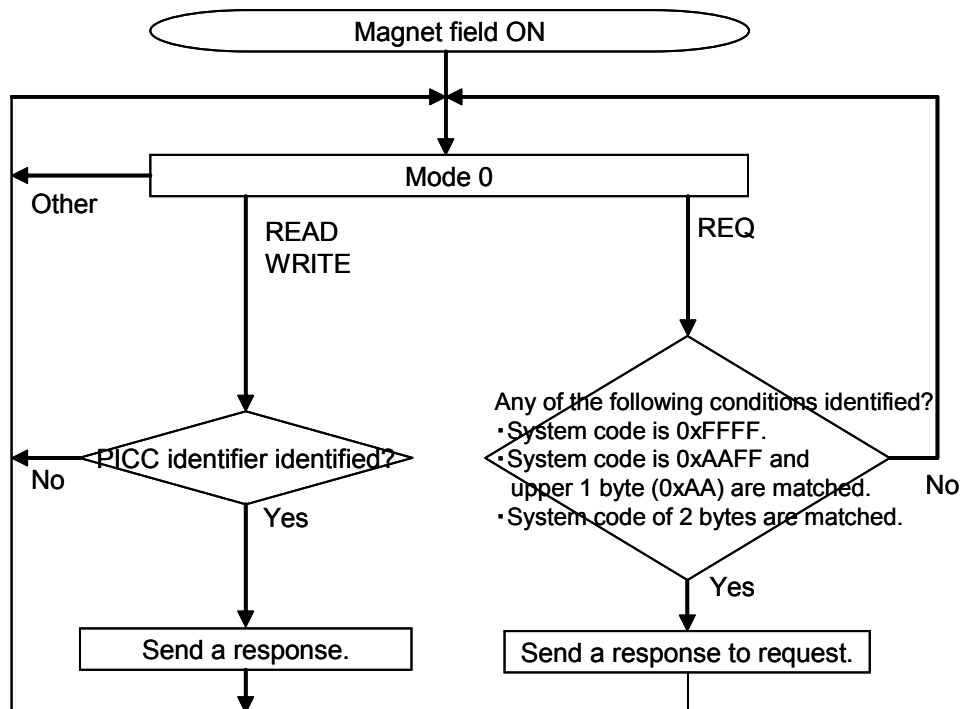 Magnet field ON
Mode 0
Other
READ
WRITE
REQ
Any of the following conditions identified?
・System code is 0xFFFF.
・System code is 0xAAFF and
upper 1 byte (0xAA) are matched.
・System code of 2 bytes are matched.
PICC identifier identified?
No
No
Yes
Yes
Send a response.
Send a response to request.